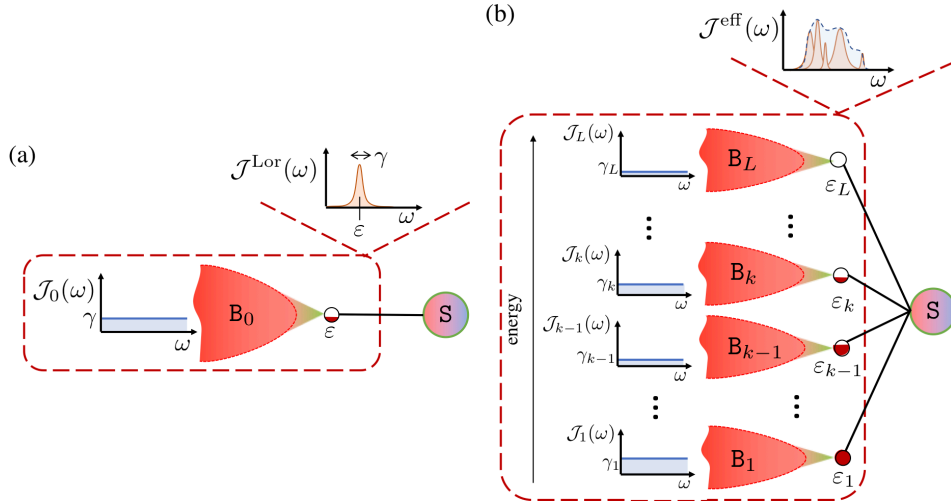 (a)
𝒥^Lor(ω)
γ
ω
ε
𝒥_0(ω)
γ
ω
B_0
ε
S
(b)
𝒥^eff(ω)
ω
energy
𝒥_L(ω)
γ_L
ω
B_L
ε_L
⋮
⋮
𝒥_k(ω)
γ_k
ω
B_k
ε_k
S
𝒥_{k−1}(ω)
γ_{k−1}
ω
B_{k−1}
ε_{k−1}
⋮
⋮
𝒥_1(ω)
γ_1
ω
B_1
ε_1